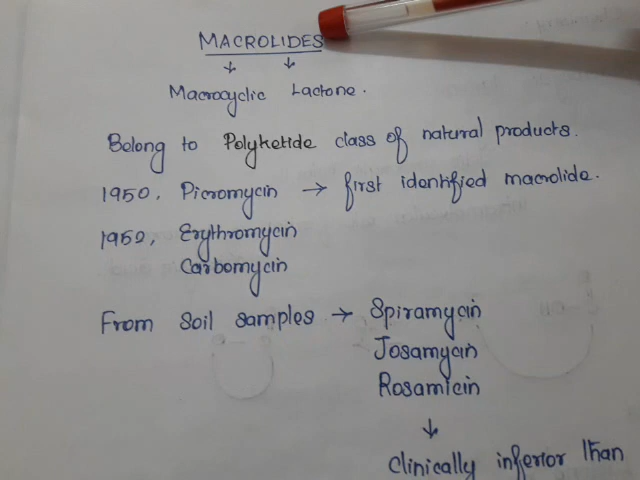 MACROLIDES
↓ ↓
Macrocyclic Lactone.
Belong to Polyketide class of natural products.
1950, Picromycin → first identified macrolide.
1952, Erythromycin
Carbomycin
From Soil samples → Spiramycin
Josamycin
Rosamicin
↓
Clinically inferior than